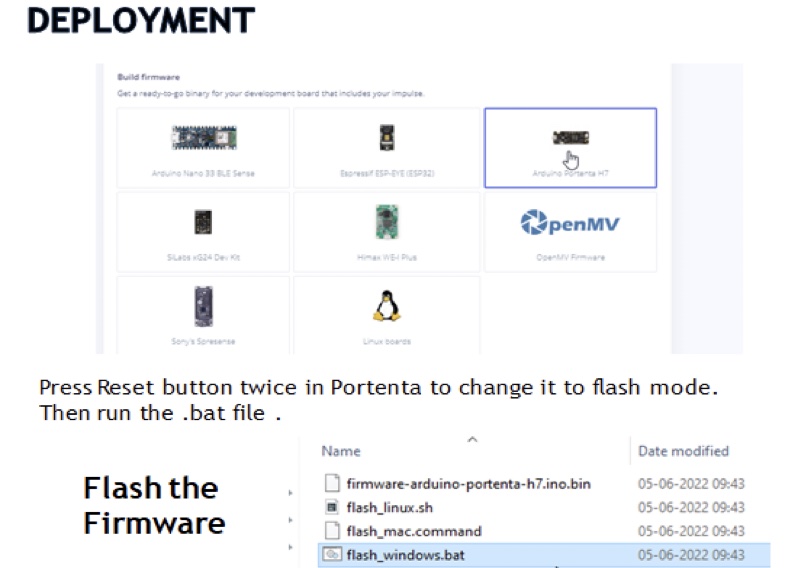 DEPLOYMENT
Build firmware
Get a ready-to-go binary for your development board that includes your impulse.
Arduino Nano 33 BLE Sense
Espressif ESP-EYE (ESP32)
Arduino Portenta H7
SiLabs xG24 Dev Kit
Himax WE-I Plus
OpenMV
OpenMV Firmware
Sony's Spresense
Linux boards
Press Reset button twice in Portenta to change it to flash mode.
Then run the .bat file .
Flash the
Firmware
Name Date modified
firmware-arduino-portenta-h7.ino.bin 05-06-2022 09:43
flash_linux.sh 05-06-2022 09:43
flash_mac.command 05-06-2022 09:43
flash_windows.bat 05-06-2022 09:43